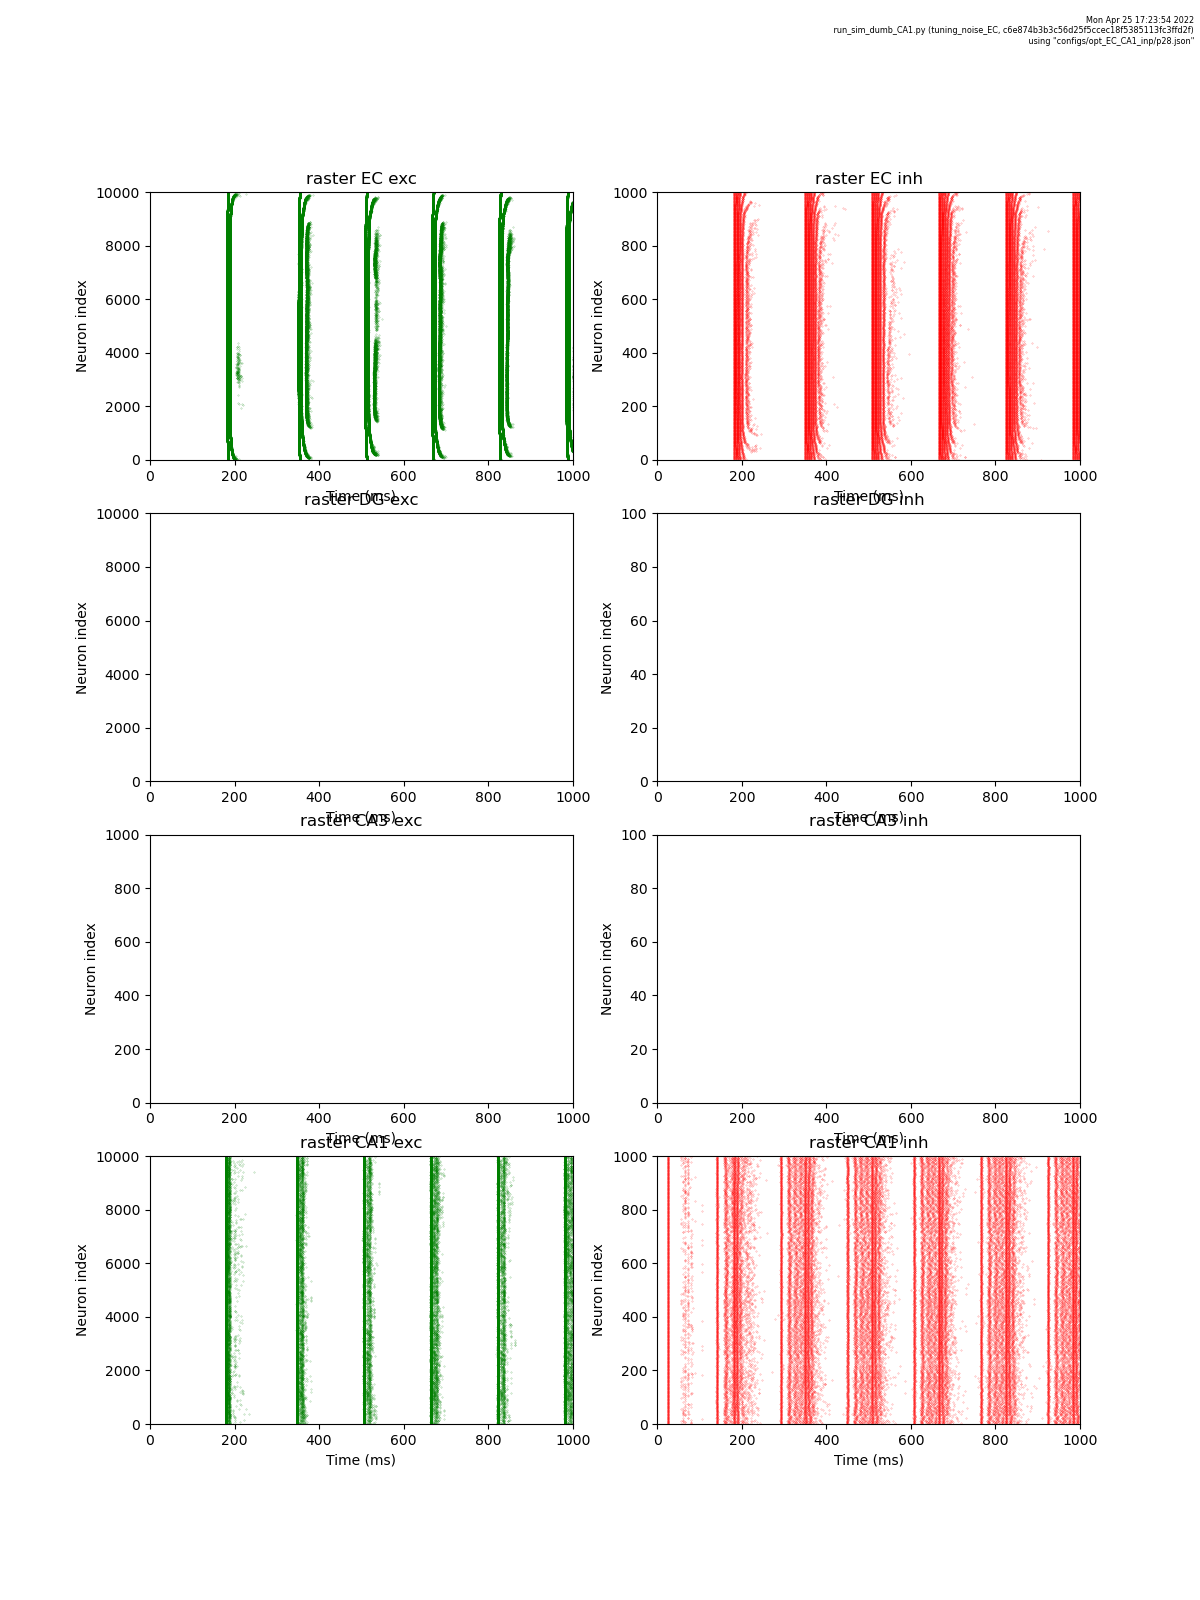 Mon Apr 25 17:23:54 2022
run_sim_dumb_CA1.py (tuning_noise_EC, c6e874b3b3c56d25f5ccec18f5385113fc3ffd2f)
using "configs/opt_EC_CA1_inp/p28.json"
raster EC exc
10000
8000
6000
4000
2000
0
Neuron index
0 200 400 600 800 1000
Time (ms)
raster EC inh
1000
800
600
400
200
0
Neuron index
0 200 400 600 800 1000
Time (ms)
raster DG exc
10000
8000
6000
4000
2000
0
Neuron index
0 200 400 600 800 1000
Time (ms)
raster DG inh
100
80
60
40
20
0
Neuron index
0 200 400 600 800 1000
Time (ms)
raster CA3 exc
1000
800
600
400
200
0
Neuron index
0 200 400 600 800 1000
Time (ms)
raster CA3 inh
100
80
60
40
20
0
Neuron index
0 200 400 600 800 1000
Time (ms)
raster CA1 exc
10000
8000
6000
4000
2000
0
Neuron index
0 200 400 600 800 1000
Time (ms)
raster CA1 inh
1000
800
600
400
200
0
Neuron index
0 200 400 600 800 1000
Time (ms)